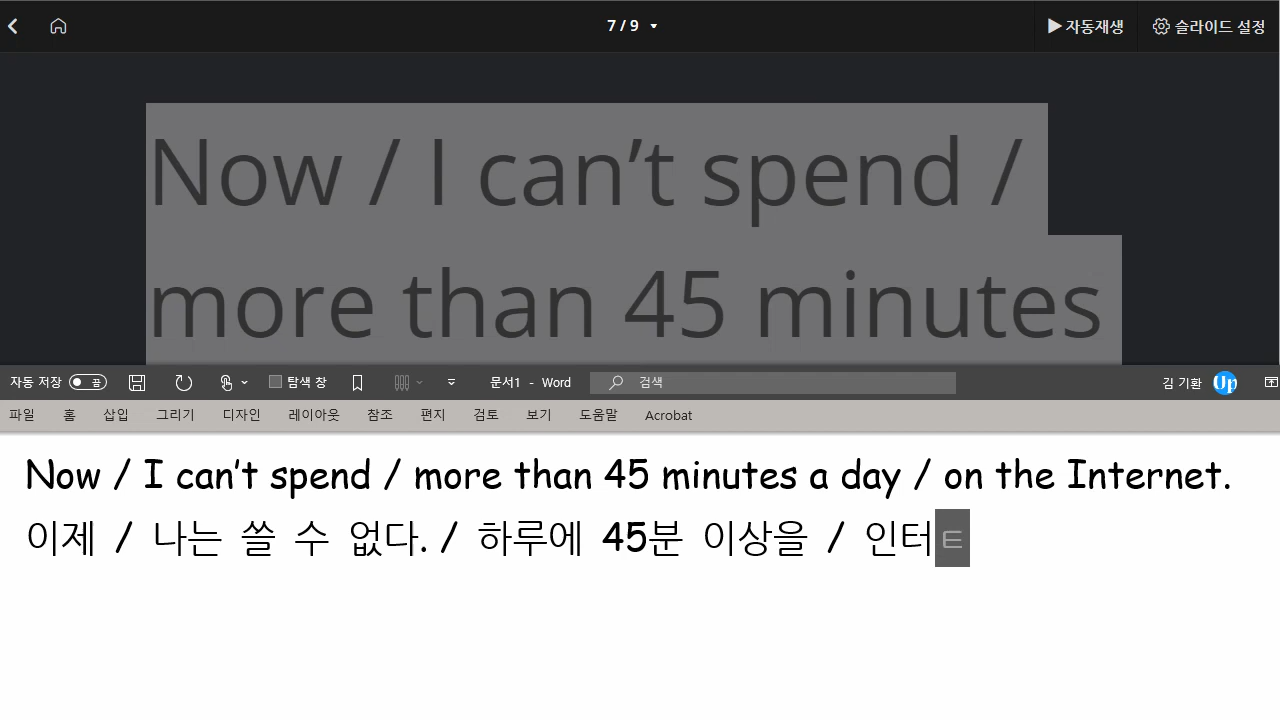 7 / 9
자동재생
슬라이드 설정
Now / I can't spend /
more than 45 minutes
자동 저장 끔 탐색 창 문서1 - Word 검색 김 기환 Up
파일 홈 삽입 그리기 디자인 레이아웃 참조 편지 검토 보기 도움말 Acrobat
Now / I can't spend / more than 45 minutes a day / on the Internet.
이제 / 나는 쓸 수 없다. / 하루에 45분 이상을 / 인터ㅌ